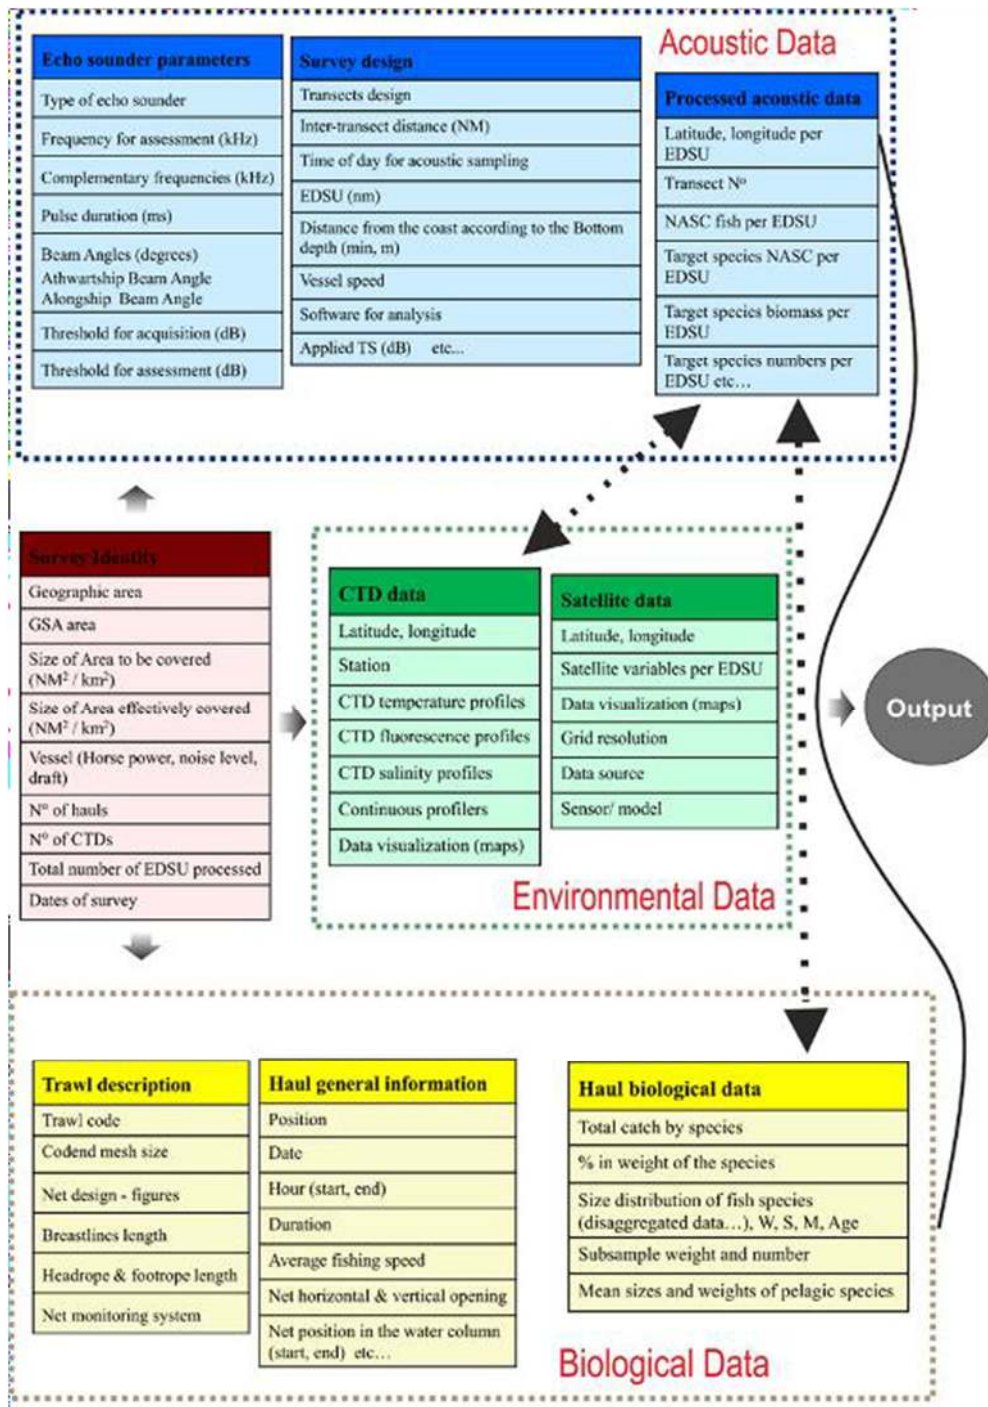 Acoustic Data
Echo sounder parameters
Type of echo sounder
Frequency for assessment (kHz)
Complementary frequencies (kHz)
Pulse duration (ms)
Beam Angles (degrees)
Athwartship Beam Angle
Alongship Beam Angle
Threshold for acquisition (dB)
Threshold for assessment (dB)
Survey design
Transects design
Inter-transect distance (NM)
Time of day for acoustic sampling
EDSU (nm)
Distance from the coast according to the Bottom
depth (min, m)
Vessel speed
Software for analysis
Applied TS (dB) etc...
Processed acoustic data
Latitude, longitude per
EDSU
Transect Nº
NASC fish per EDSU
Target species NASC per
EDSU
Target species biomass per
EDSU
Target species numbers per
EDSU etc...
Survey Identity
Geographic area
GSA area
Size of Area to be covered
(NM² / km²)
Size of Area effectively covered
(NM² / km²)
Vessel (Horse power, noise level,
draft)
Nº of hauls
Nº of CTDs
Total number of EDSU processed
Dates of survey
CTD data
Latitude, longitude
Station
CTD temperature profiles
CTD fluorescence profiles
CTD salinity profiles
Continuous profilers
Data visualization (maps)
Satellite data
Latitude, longitude
Satellite variables per EDSU
Data visualization (maps)
Grid resolution
Data source
Sensor/ model
Environmental Data
Output
Trawl description
Trawl code
Codend mesh size
Net design - figures
Breastlines length
Headrope & footrope length
Net monitoring system
Haul general information
Position
Date
Hour (start, end)
Duration
Average fishing speed
Net horizontal & vertical opening
Net position in the water column
(start, end) etc...
Haul biological data
Total catch by species
% in weight of the species
Size distribution of fish species
(disaggregated data...), W, S, M, Age
Subsample weight and number
Mean sizes and weights of pelagic species
Biological Data